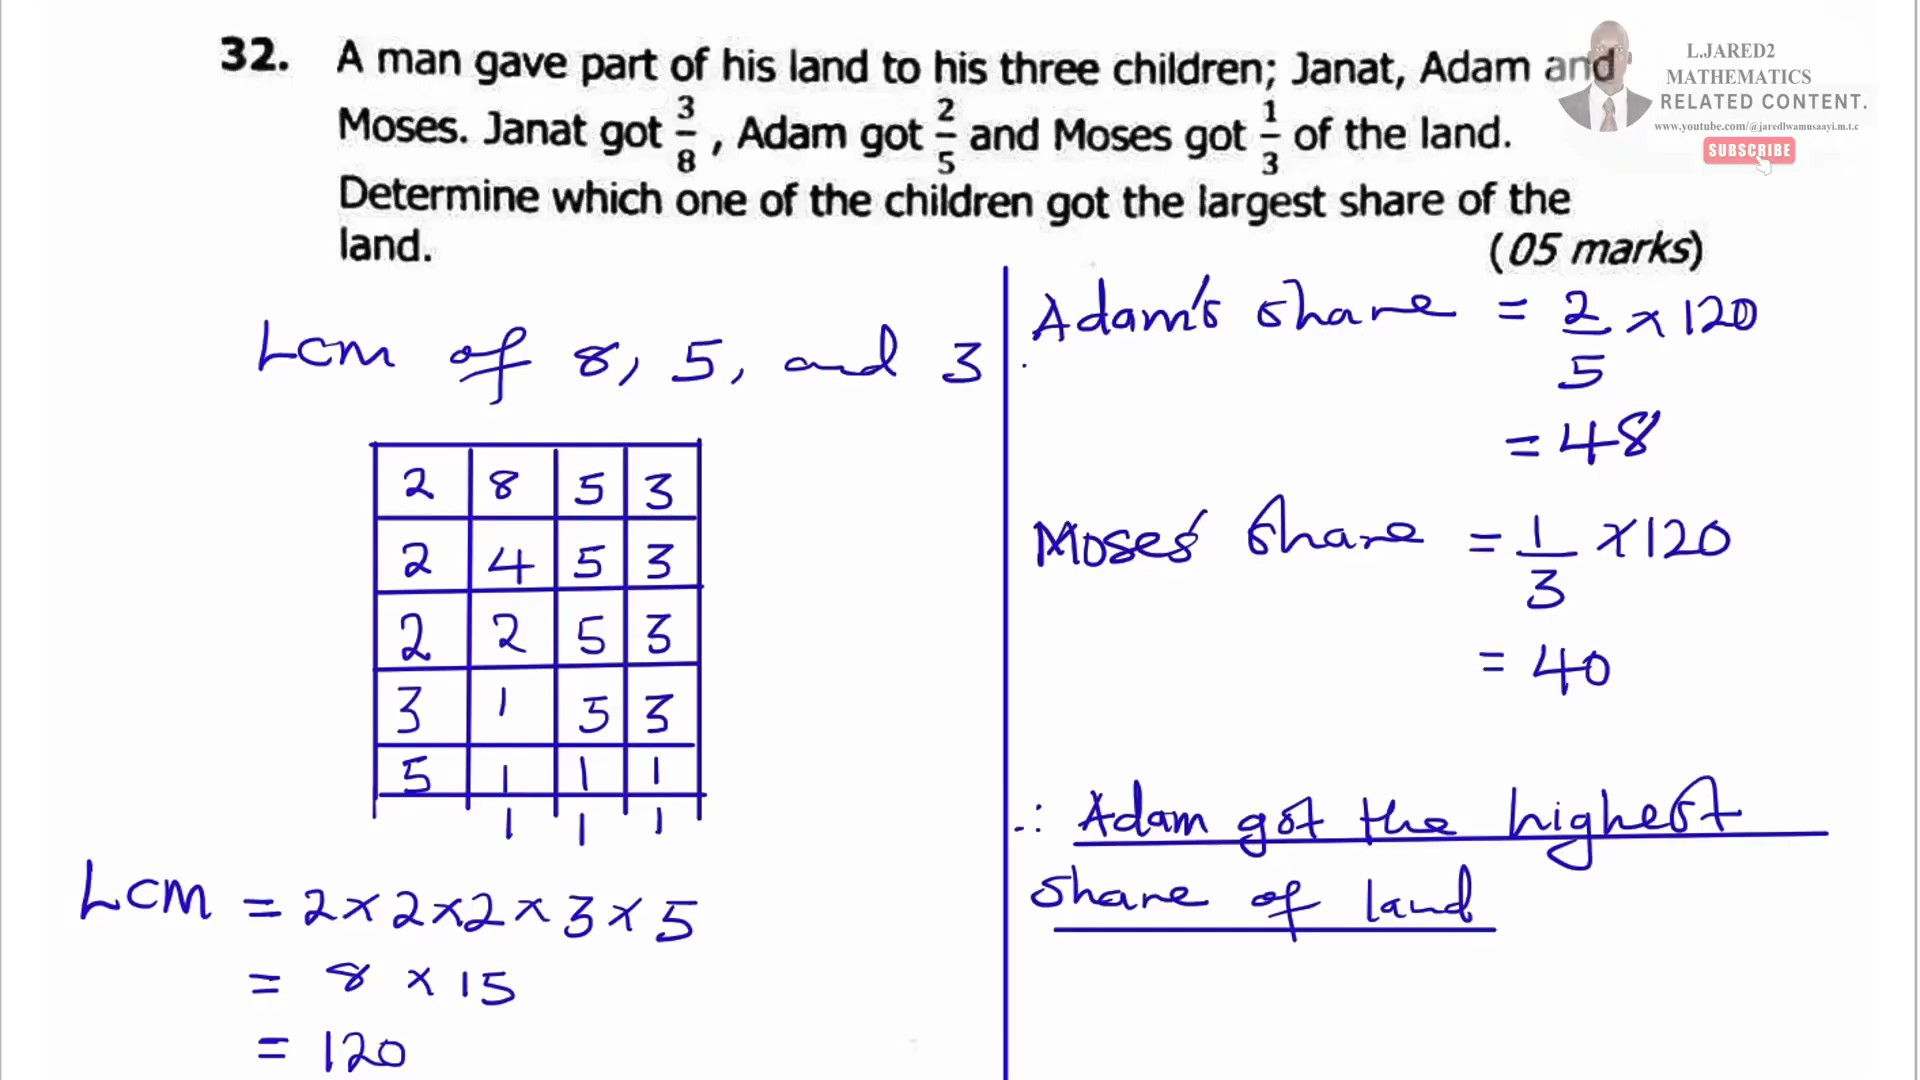 32. A man gave part of his land to his three children; Janat, Adam and
Moses. Janat got 3/8, Adam got 2/5 and Moses got 1/3 of the land.
Determine which one of the children got the largest share of the
land. (05 marks)
L.JARED2
MATHEMATICS
RELATED CONTENT.
www.youtube.com/@jaredlwamusaayi.m.t.c
SUBSCRIBE
Lcm of 8, 5, and 3
2 8 5 3
2 4 5 3
2 2 5 3
3 1 5 3
5 1 1 1
1 1 1
Lcm = 2 × 2 × 2 × 3 × 5
= 8 × 15
= 120
Adam's share = 2/5 × 120
= 48
Moses' share = 1/3 × 120
= 40
∴ Adam got the highest
share of land